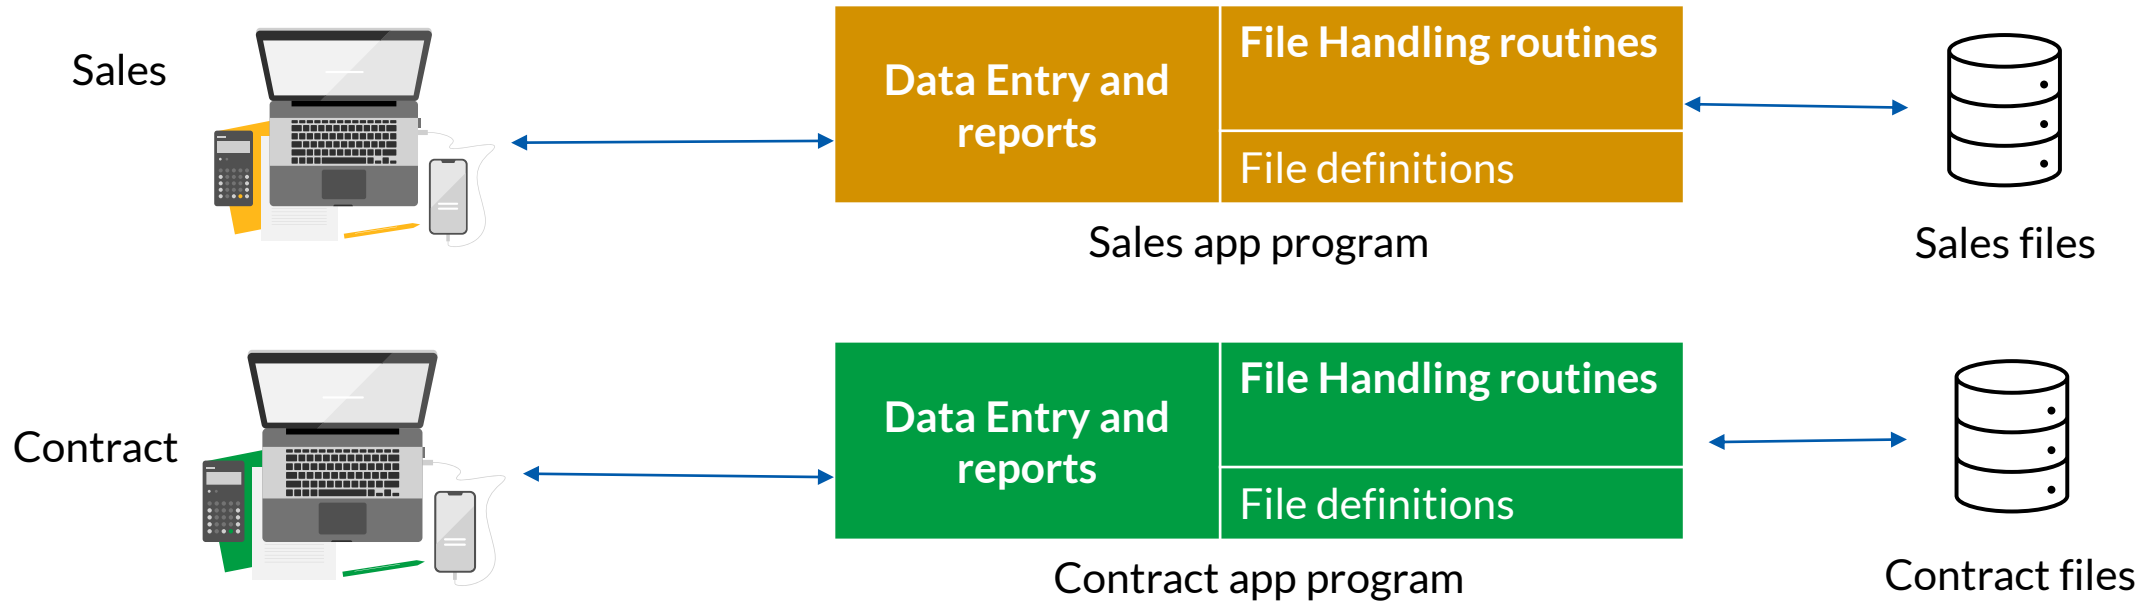 Sales
Data Entry and
reports
File Handling routines
File definitions
Sales app program
Sales files
Contract
Data Entry and
reports
File Handling routines
File definitions
Contract app program
Contract files